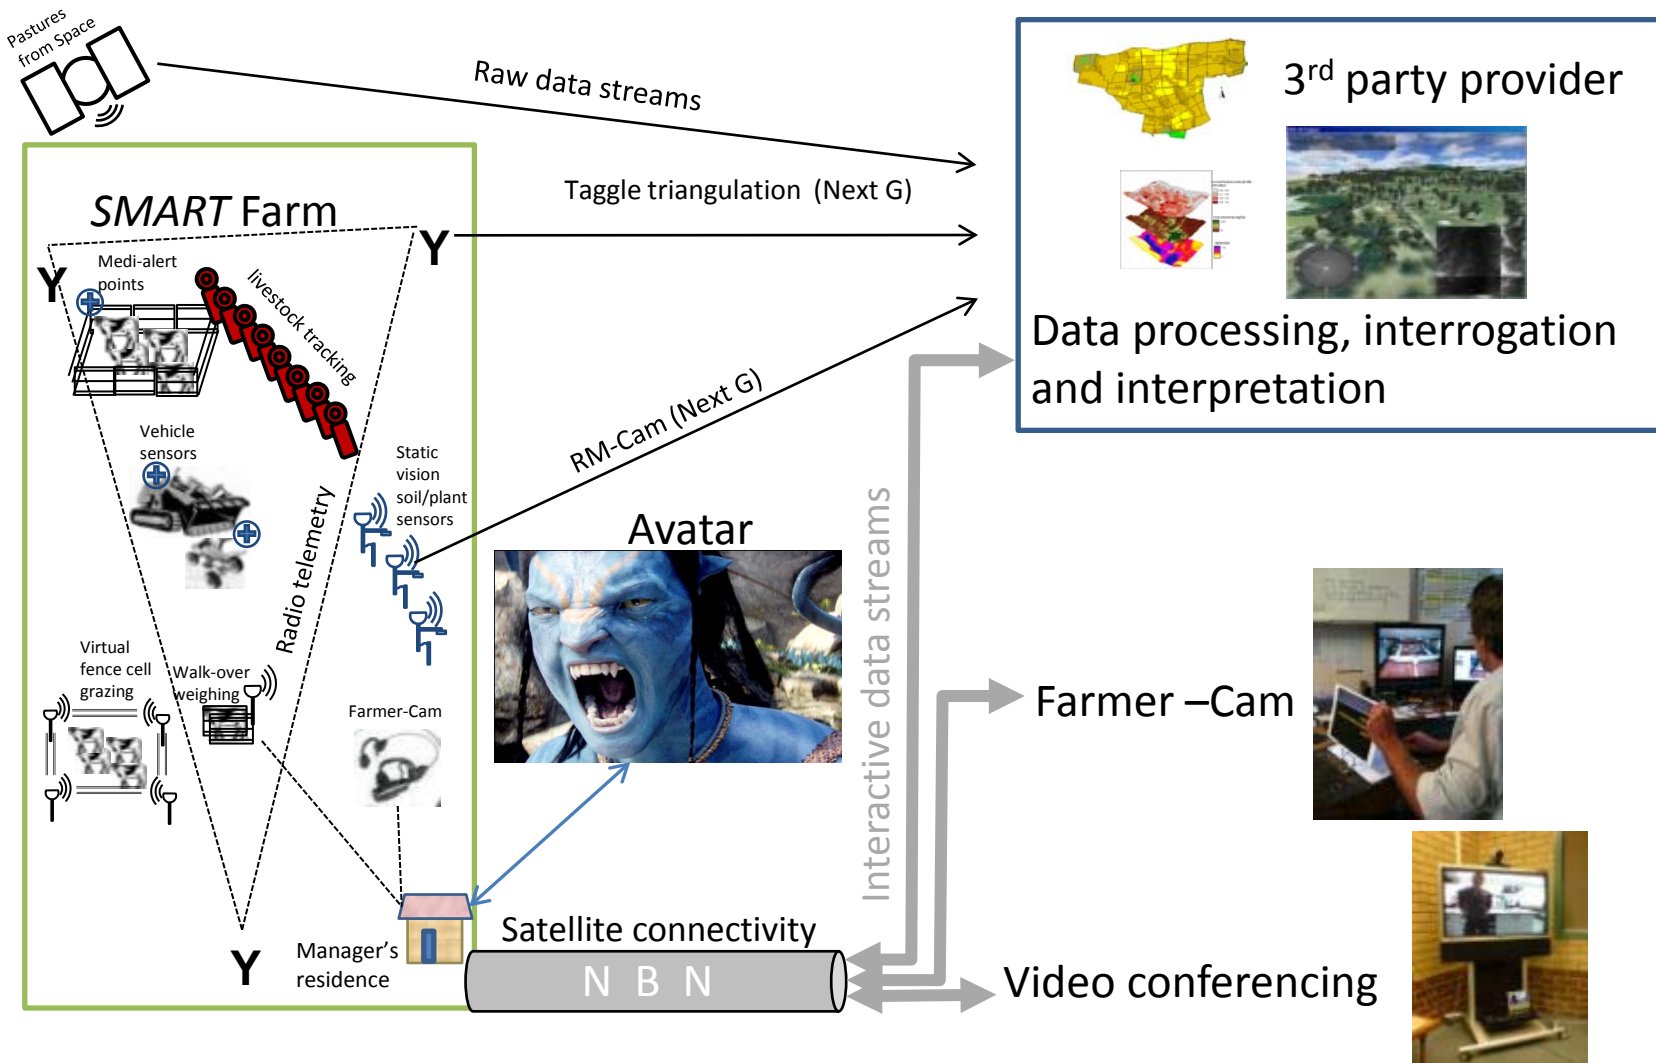 Pastures
from Space
Raw data streams
3rd party provider
SMART Farm
Taggle triangulation (Next G)
Y
Y
Medi-alert
points
livestock tracking
Data processing, interrogation
and interpretation
RM-Cam (Next G)
Vehicle
sensors
Static
vision
soil/plant
sensors
Radio telemetry
Avatar
Interactive data streams
Virtual
fence cell
grazing
Walk-over
weighing
Farmer-Cam
Farmer –Cam
Manager's
residence
Y
Satellite connectivity
N B N
Video conferencing